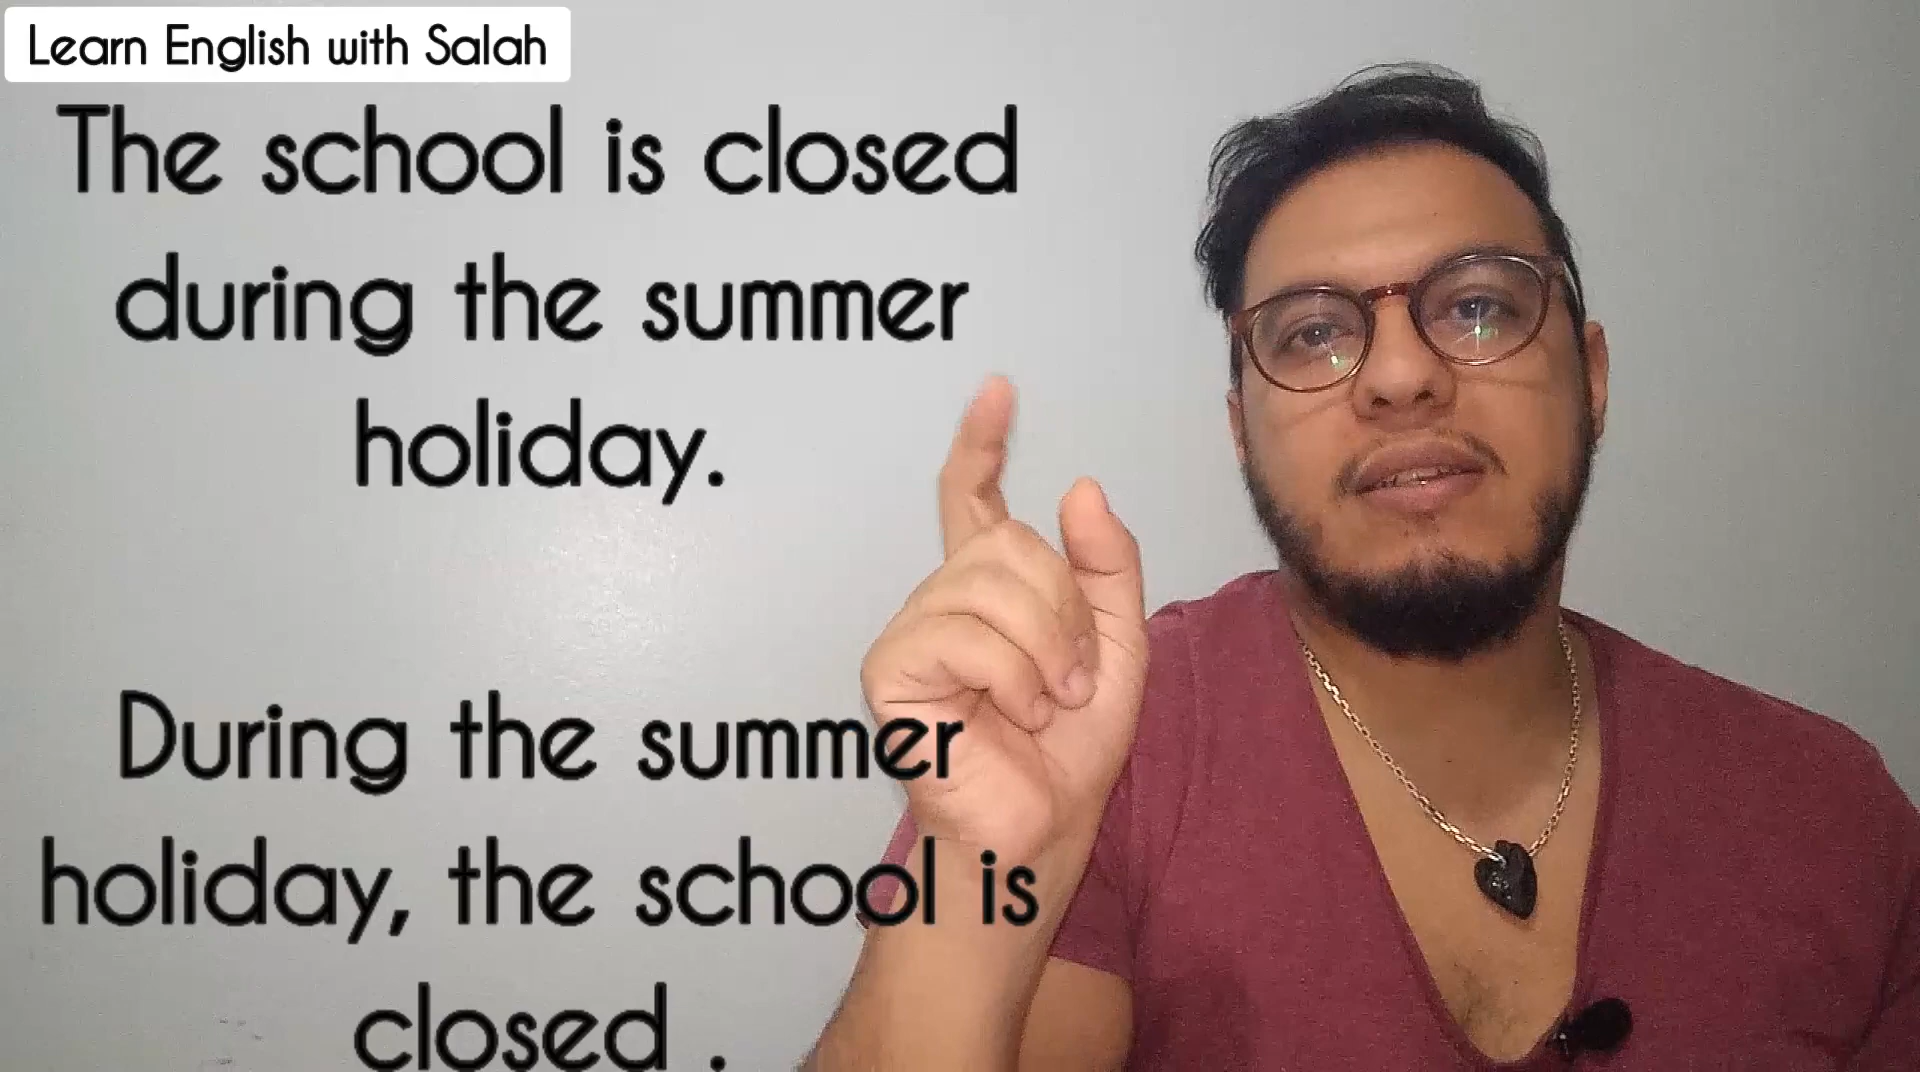 Learn English with Salah
The school is closed
during the summer
holiday.
During the summer
holiday, the school is
closed .